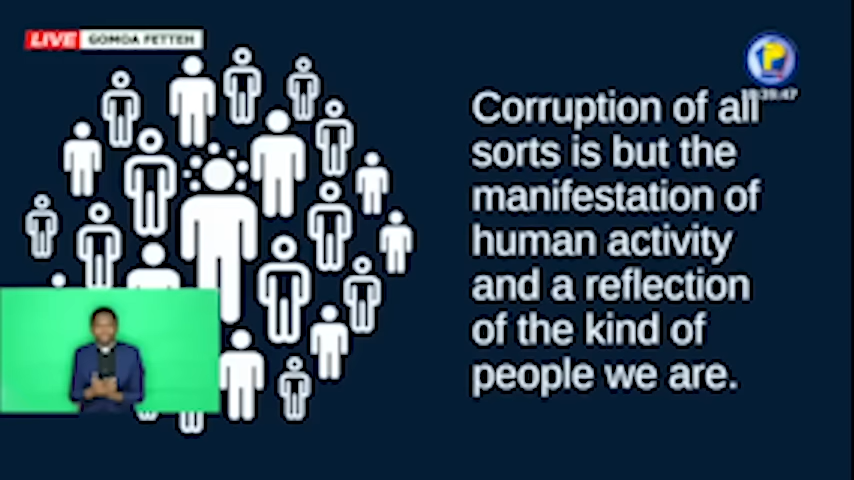 LIVE GOMOA FETTEH
Corruption of all
sorts is but the
manifestation of
human activity
and a reflection
of the kind of
people we are.